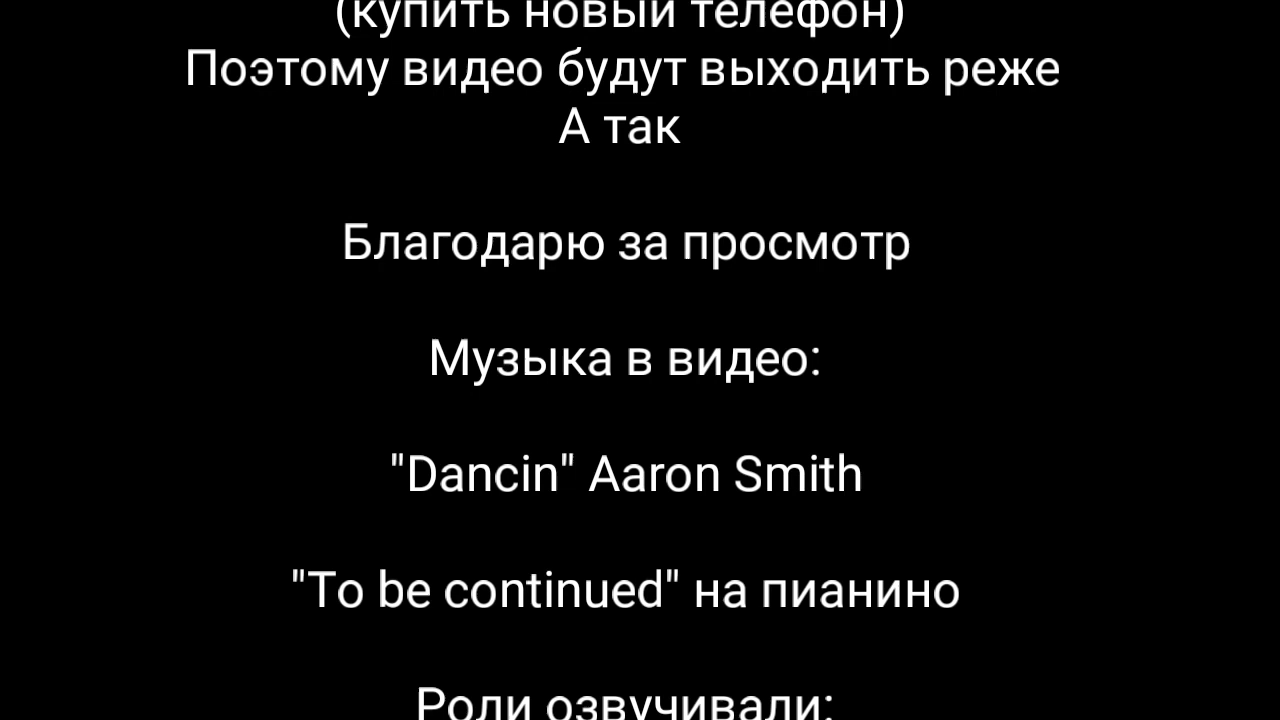 (купить новый телефон)
Поэтому видео будут выходить реже
А так
Благодарю за просмотр
Музыка в видео:
"Dancin" Aaron Smith
"To be continued" на пианино
Роли озвучивали: